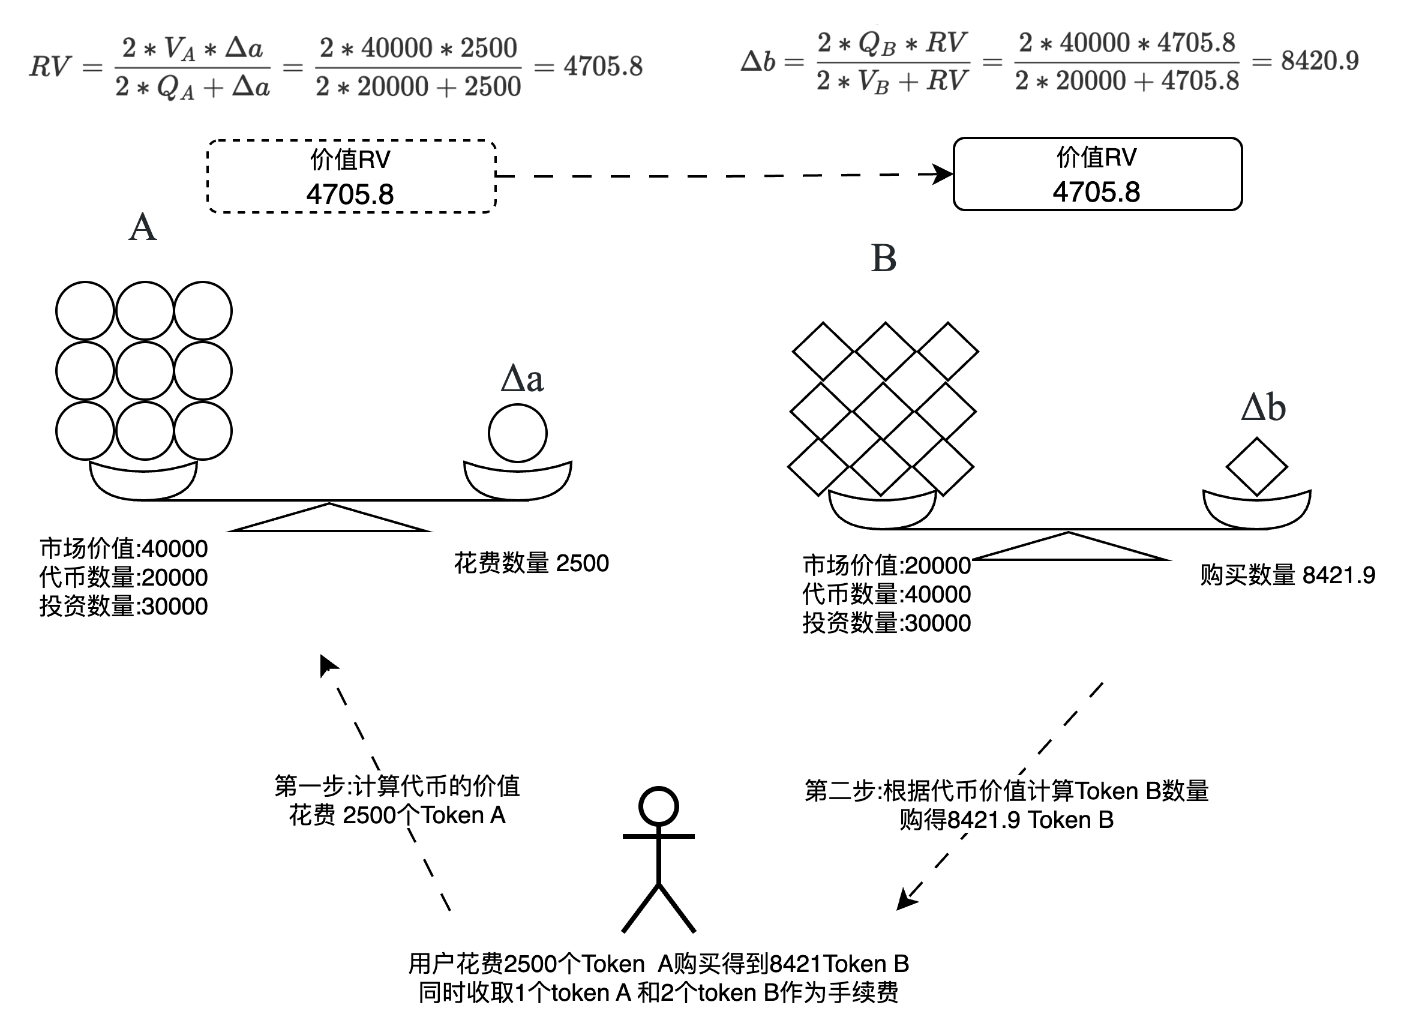 RV = \frac{2 * V_A * Δa}{2 * Q_A + Δa} = \frac{2 * 40000 * 2500}{2 * 20000 + 2500} = 4705.8
Δb = \frac{2 * Q_B * RV}{2 * V_B + RV} = \frac{2 * 40000 * 4705.8}{2 * 20000 + 4705.8} = 8420.9
价值RV
4705.8
价值RV
4705.8
A
B
Δa
Δb
市场价值:40000
代币数量:20000
投资数量:30000
花费数量 2500
市场价值:20000
代币数量:40000
投资数量:30000
购买数量 8421.9
第一步:计算代币的价值
花费 2500个Token A
第二步:根据代币价值计算Token B数量
购得8421.9 Token B
用户花费2500个Token  A购买得到8421Token B
同时收取1个token A 和2个token B作为手续费